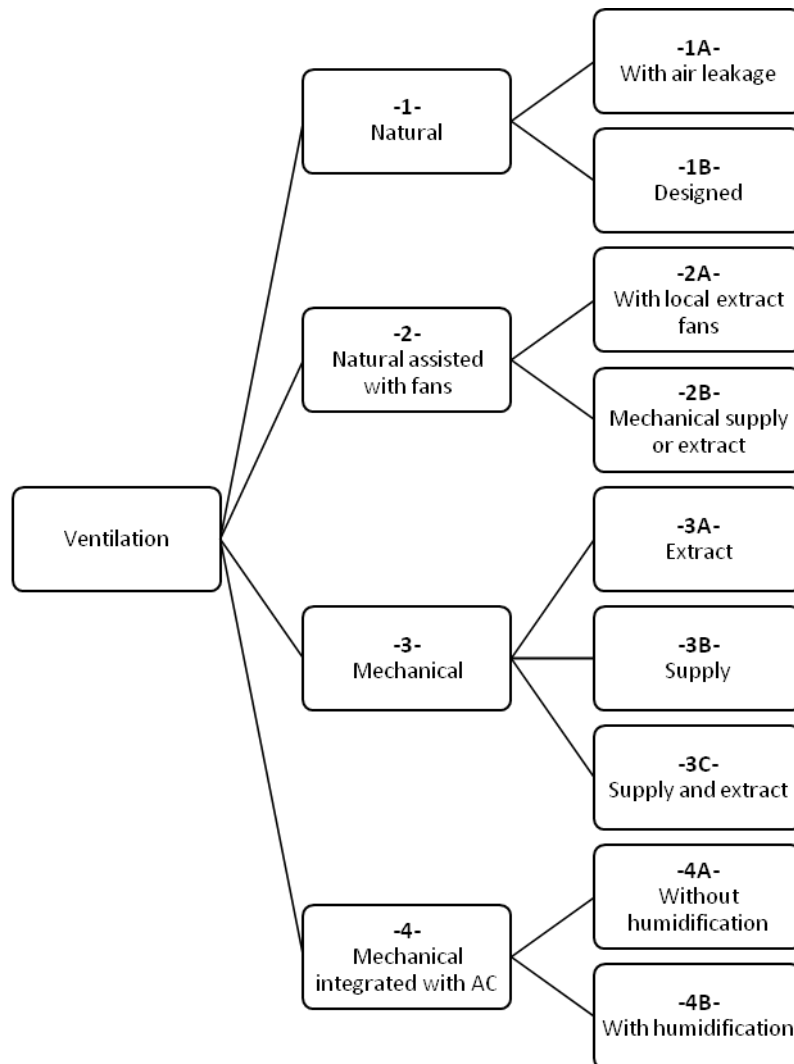 -1A-
With air leakage
-1-
Natural
-1B-
Designed
-2A-
With local extract
fans
-2-
Natural assisted
with fans
-2B-
Mechanical supply
or extract
Ventilation
-3A-
Extract
-3-
Mechanical
-3B-
Supply
-3C-
Supply and extract
-4A-
Without
humidification
-4-
Mechanical
integrated with AC
-4B-
With humidification